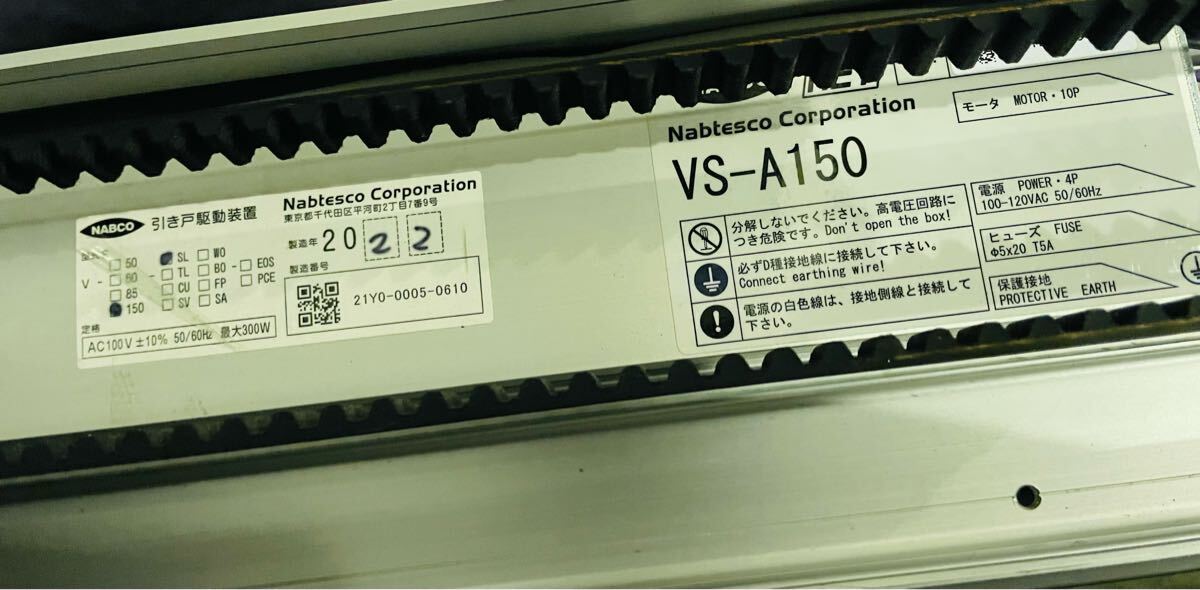 NABCO 引き戸駆動装置
50 SL WO
V - 60 - TL BO - EOS
85 CU FP PCE
150 SV SA
定格
AC100V ±10% 50/60Hz 最大300W
Nabtesco Corporation
東京都千代田区平河町2丁目7番9号
製造年 2022
製造番号
21Y0-0005-0610
Nabtesco Corporation
VS-A150
分解しないでください。高電圧回路に
つき危険です。Don't open the box!
必ずD種接地線に接続して下さい。
Connect earthing wire!
電源の白色線は、接地側線と接続して
下さい。
モータ MOTOR・10P
電源 POWER・4P
100-120VAC 50/60Hz
ヒューズ FUSE
φ5x20 T5A
保護接地
PROTECTIVE EARTH